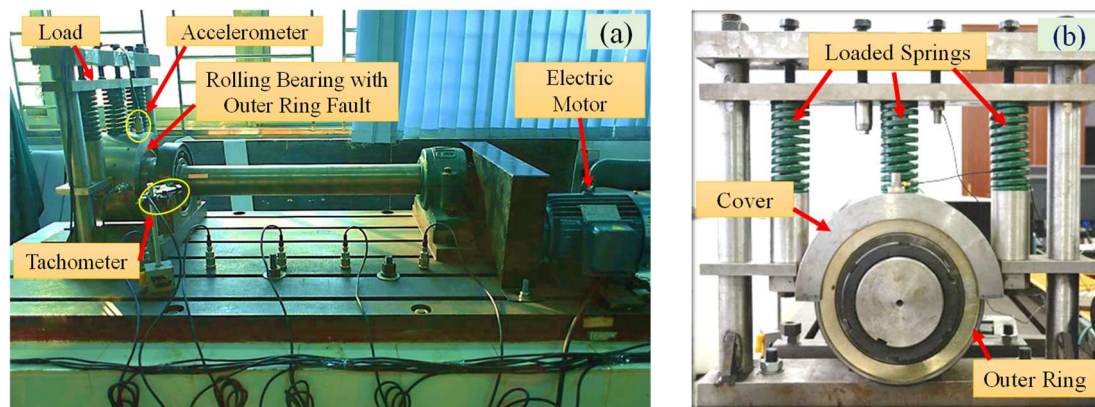 (a)
Load
Accelerometer
Rolling Bearing with
Outer Ring Fault
Electric
Motor
Tachometer
(b)
Loaded Springs
Cover
Outer Ring